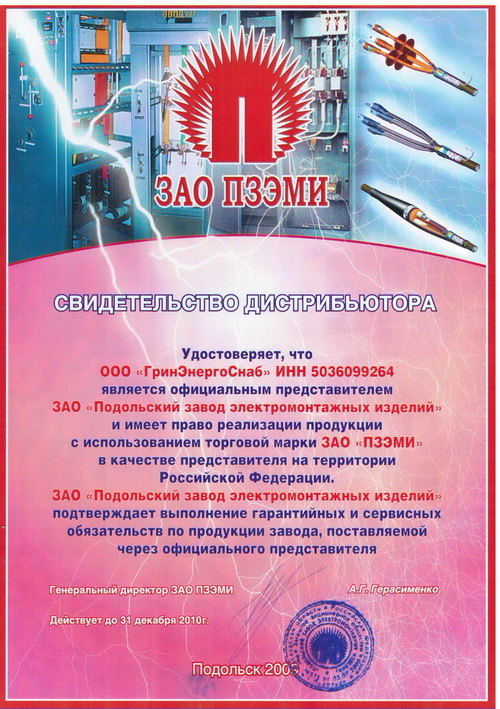 ЗАО ПЗЭМИ
СВИДЕТЕЛЬСТВО ДИСТРИБЬЮТОРА
Удостоверяет, что
ООО «ГринЭнергоСнаб» ИНН 5036099264
является официальным представителем
ЗАО «Подольский завод электромонтажных изделий»
и имеет право реализации продукции
с использованием торговой марки ЗАО «ПЗЭМИ»
в качестве представителя на территории
Российской Федерации.
ЗАО «Подольский завод электромонтажных изделий»
подтверждает выполнение гарантийных и сервисных
обязательств по продукции завода, поставляемой
через официального представителя
Генеральный директор ЗАО ПЗЭМИ А.Г. Герасименко
Действует до 31 декабря 2010г.
Подольск